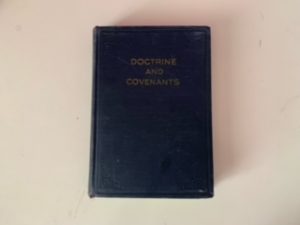 DOCTRINE
AND
COVENANTS